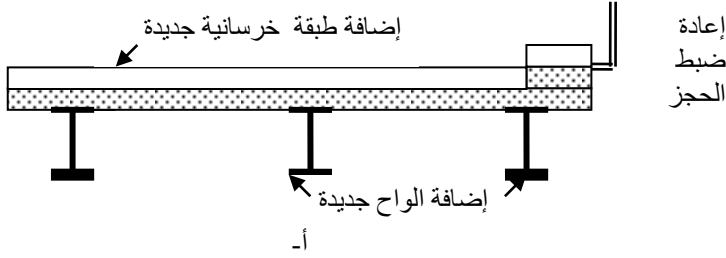 إضافة طبقة خرسانية جديدة
إعادة
ضبط
الحجز
إضافة الواح جديدة
أ-